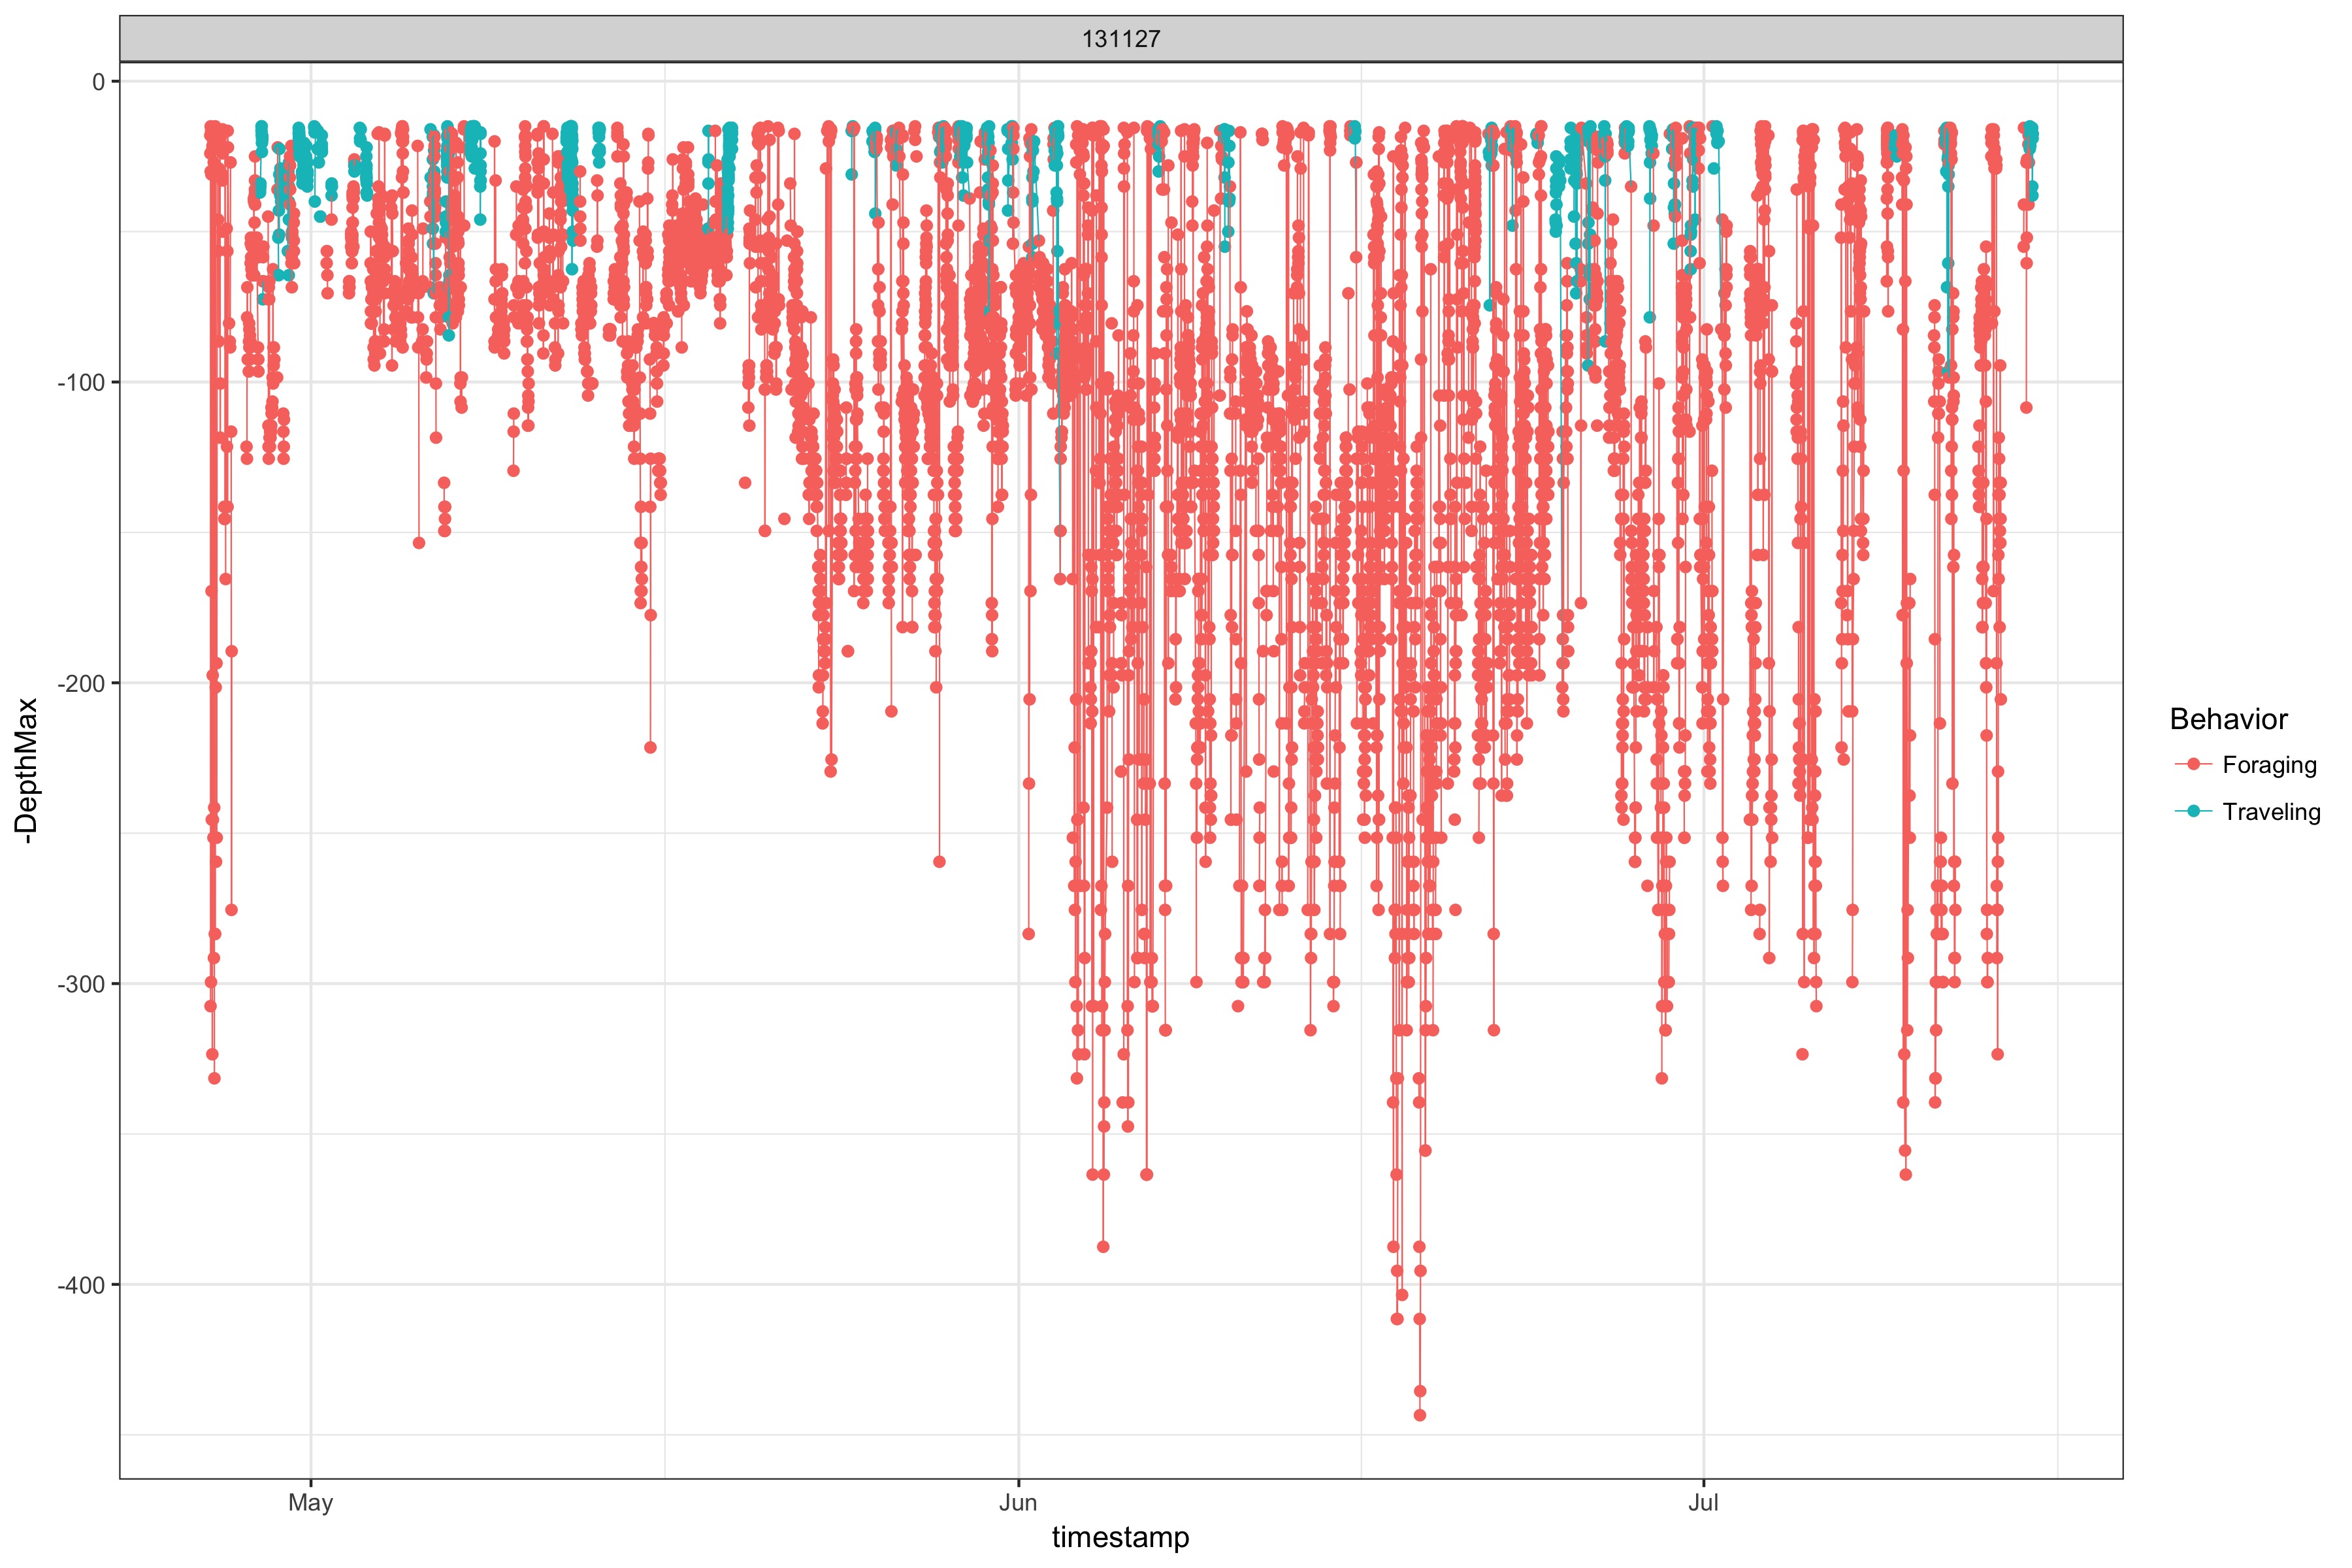 131127
0
-100
-200
-300
-400
-DepthMax
May
Jun
Jul
timestamp
Behavior
Foraging
Traveling